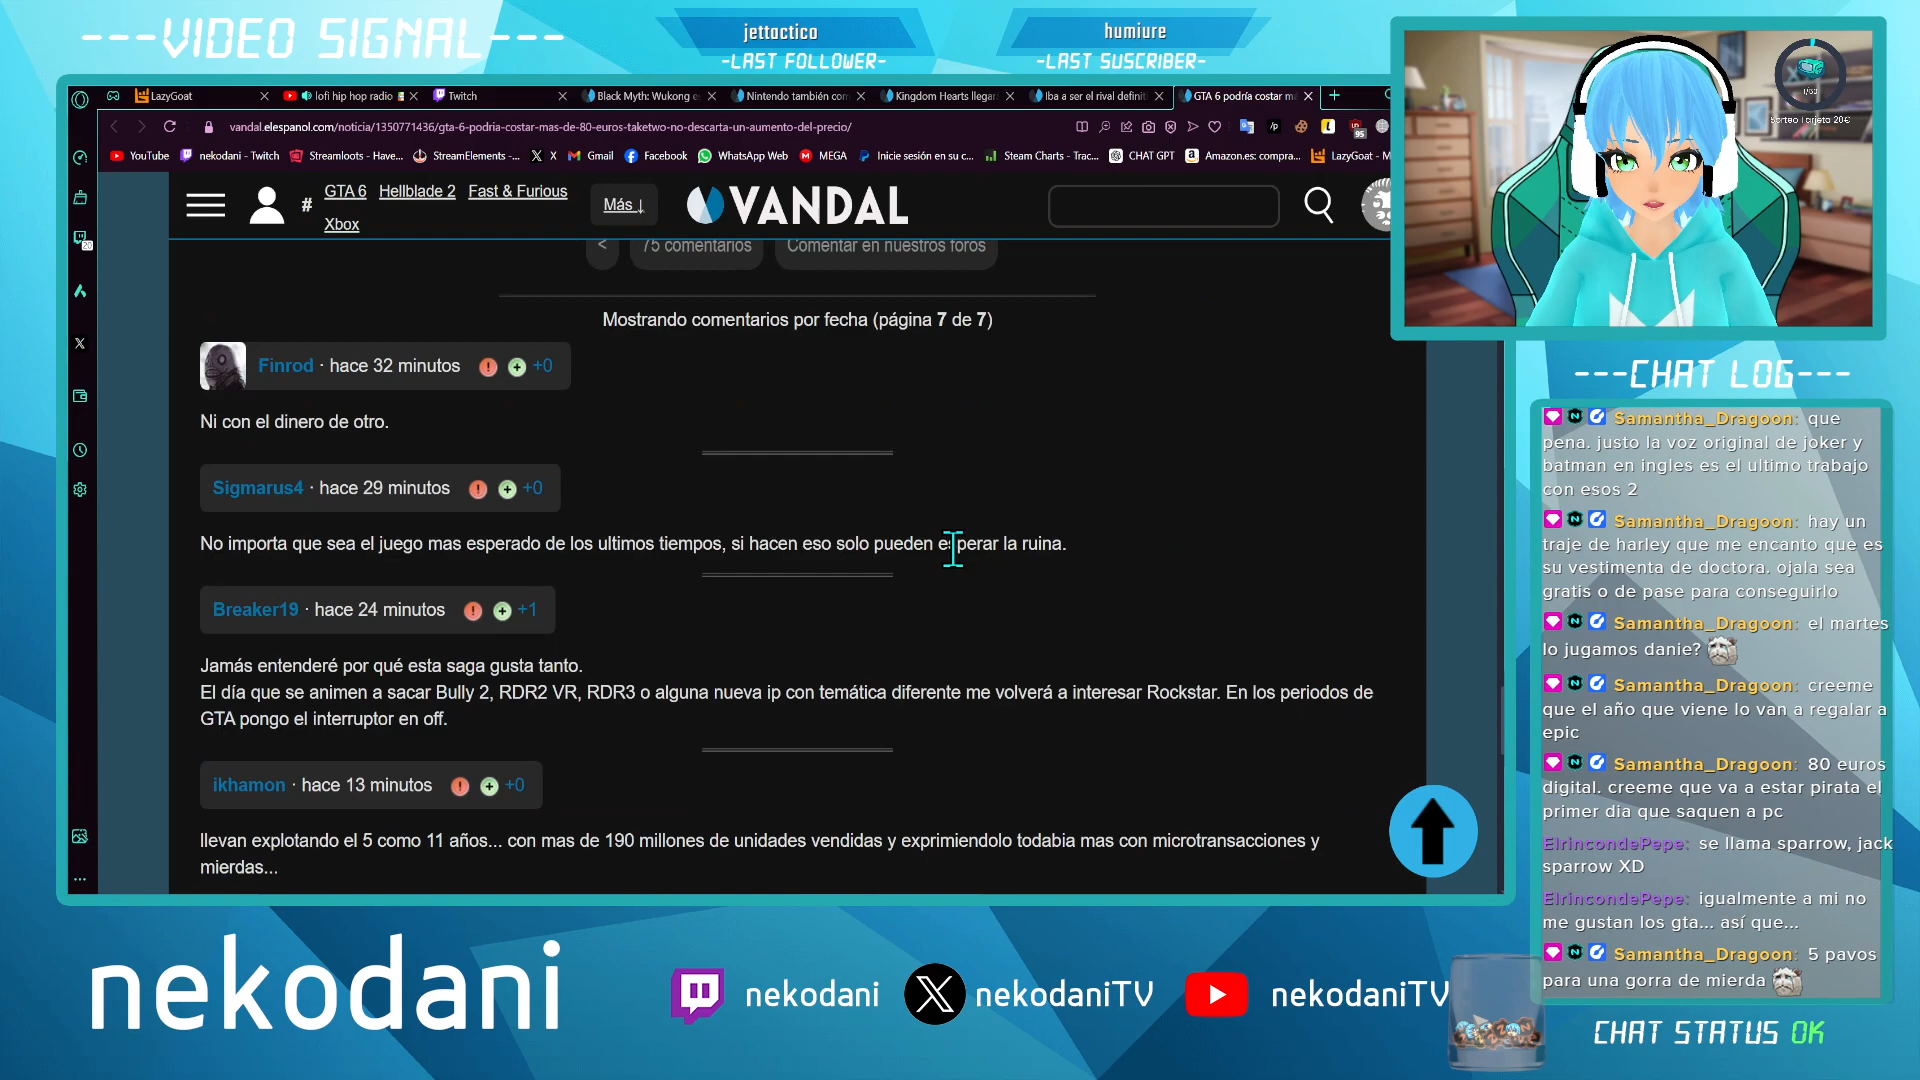 ---VIDEO SIGNAL---
jettactico
-LAST FOLLOWER-
humiure
-LAST SUSCRIBER-
LazyGoat
lofi hip hop radio
Twitch
Black Myth: Wukong e
Nintendo también con
Kingdom Hearts llegar
Iba a ser el rival definit
GTA 6 podría costar m
vandal.elespanol.com/noticia/1350771436/gta-6-podria-costar-mas-de-80-euros-taketwo-no-descarta-un-aumento-del-precio/
95
YouTube
nekodani - Twitch
Streamloots - Have...
StreamElements -...
X
Gmail
Facebook
WhatsApp Web
MEGA
Inicie sesión en su c...
Steam Charts - Trac...
CHAT GPT
Amazon.es: compra...
LazyGoat - M
20
#
GTA 6
Hellblade 2
Fast & Furious
Xbox
Más ↓
VANDAL
<
75 comentarios
Comentar en nuestros foros
Mostrando comentarios por fecha (página 7 de 7)
Finrod · hace 32 minutos +0
Ni con el dinero de otro.
Sigmarus4 · hace 29 minutos +0
No importa que sea el juego mas esperado de los ultimos tiempos, si hacen eso solo pueden esperar la ruina.
Breaker19 · hace 24 minutos +1
Jamás entenderé por qué esta saga gusta tanto.
El día que se animen a sacar Bully 2, RDR2 VR, RDR3 o alguna nueva ip con temática diferente me volverá a interesar Rockstar. En los periodos de
GTA pongo el interruptor en off.
ikhamon · hace 13 minutos +0
llevan explotando el 5 como 11 años... con mas de 190 millones de unidades vendidas y exprimiendolo todabia mas con microtransacciones y
mierdas...
Sorteo Tarjeta 20€
---CHAT LOG---
Samantha_Dragoon: que
pena. justo la voz original de joker y
batman en ingles es el ultimo trabajo
con esos 2
Samantha_Dragoon: hay un
traje de harley que me encanto que es
su vestimenta de doctora. ojala sea
gratis o de pase para conseguirlo
Samantha_Dragoon: el martes
lo jugamos danie?
Samantha_Dragoon: creeme
que el año que viene lo van a regalar a
epic
Samantha_Dragoon: 80 euros
digital. creeme que va a estar pirata el
primer dia que saquen a pc
ElrincondePepe: se llama sparrow, jack
sparrow XD
ElrincondePepe: igualmente a mi no
me gustan los gta... así que...
Samantha_Dragoon: 5 pavos
para una gorra de mierda
nekodani
nekodani
nekodaniTV
nekodaniTV
CHAT STATUS OK